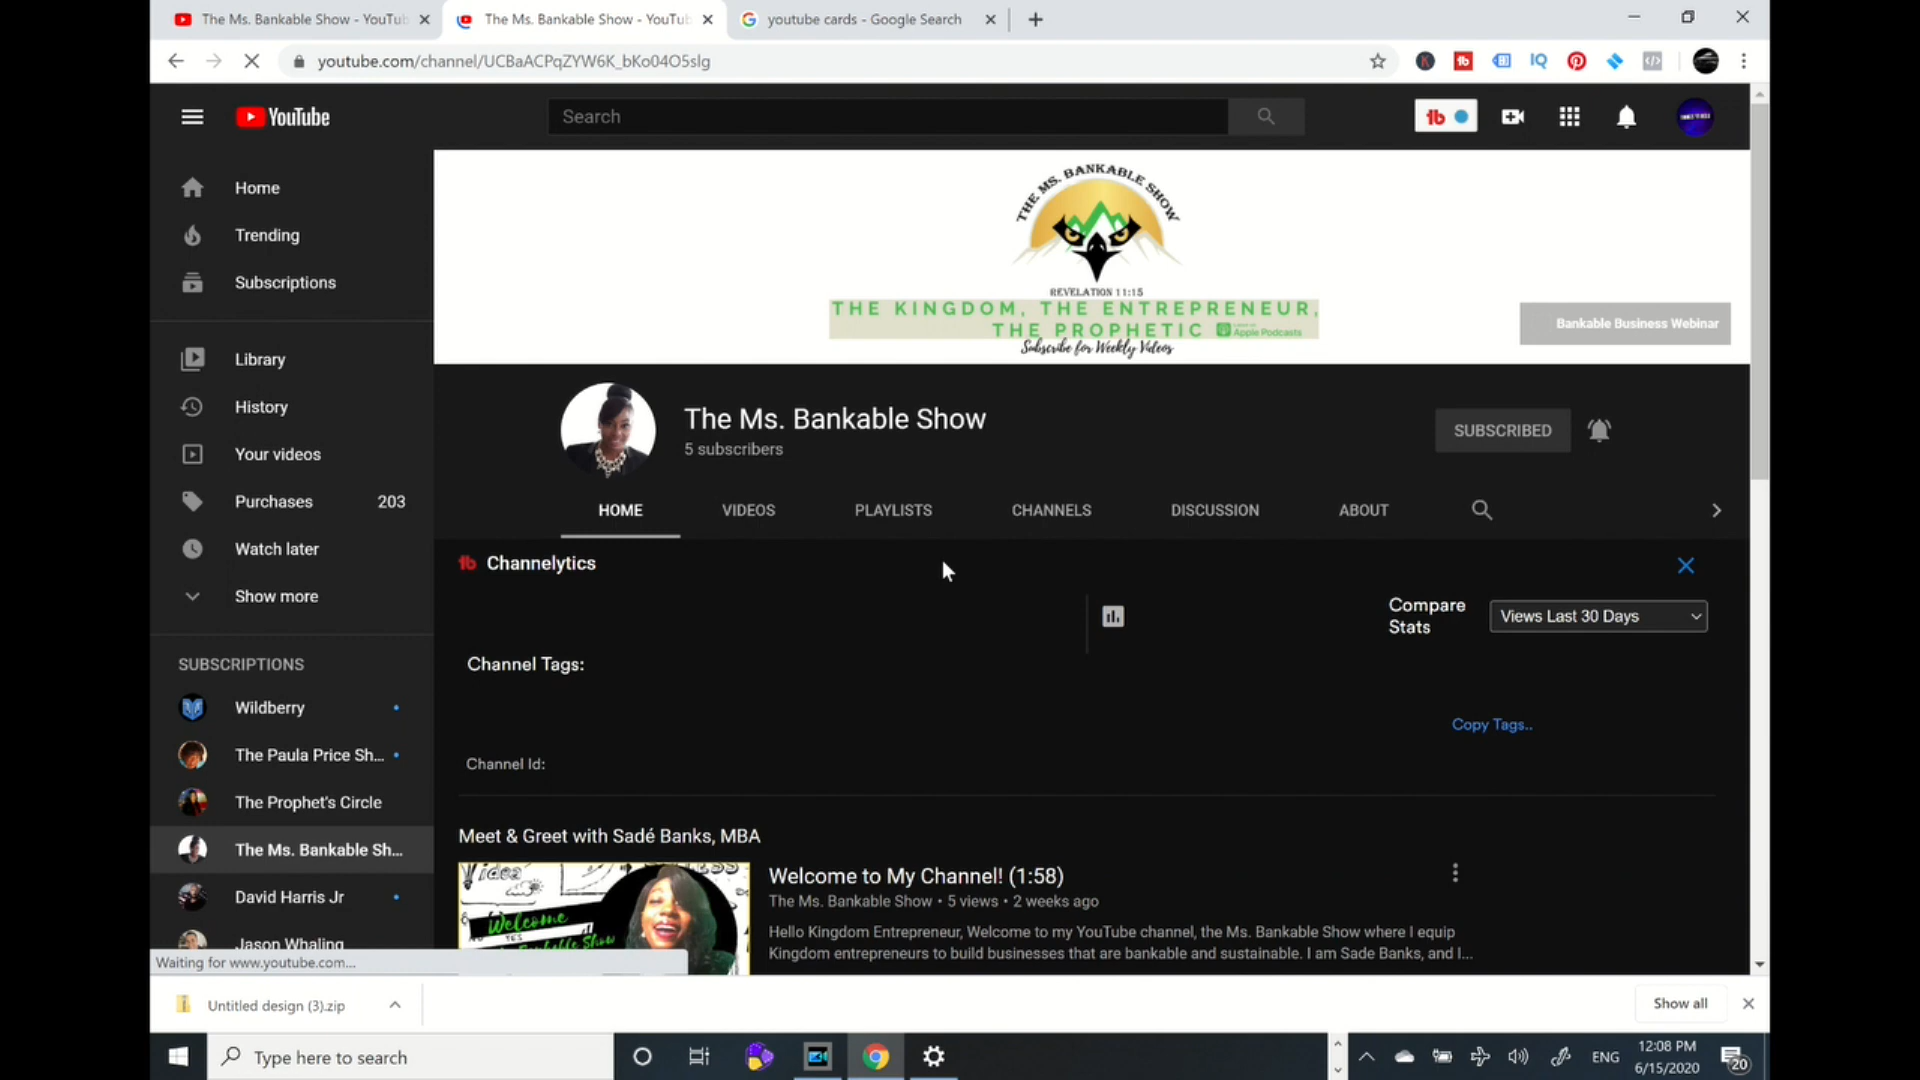 The Ms. Bankable Show - YouTub
The Ms. Bankable Show - YouTub
youtube cards - Google Search
youtube.com/channel/UCBaACPqZYW6K_bKo04O5slg
YouTube
Search
Home
Trending
Subscriptions
Library
History
Your videos
Purchases 203
Watch later
Show more
SUBSCRIPTIONS
Wildberry
The Paula Price Sh...
The Prophet's Circle
The Ms. Bankable Sh...
David Harris Jr
Jason Whaling
THE MS. BANKABLE SHOW
REVELATION 11:15
THE KINGDOM, THE ENTREPRENEUR,
THE PROPHETIC
Apple Podcasts
Subscribe for Weekly Videos
Bankable Business Webinar
The Ms. Bankable Show
5 subscribers
SUBSCRIBED
HOME VIDEOS PLAYLISTS CHANNELS DISCUSSION ABOUT
Channelytics
Compare Stats
Views Last 30 Days
Channel Tags:
Copy Tags..
Channel Id:
Meet & Greet with Sadé Banks, MBA
Welcome to My Channel! (1:58)
The Ms. Bankable Show • 5 views • 2 weeks ago
Hello Kingdom Entrepreneur, Welcome to my YouTube channel, the Ms. Bankable Show where I equip
Kingdom entrepreneurs to build businesses that are bankable and sustainable. I am Sade Banks, and I...
Welcome
Waiting for www.youtube.com...
Untitled design (3).zip
Show all
Type here to search
ENG
12:08 PM
6/15/2020
20